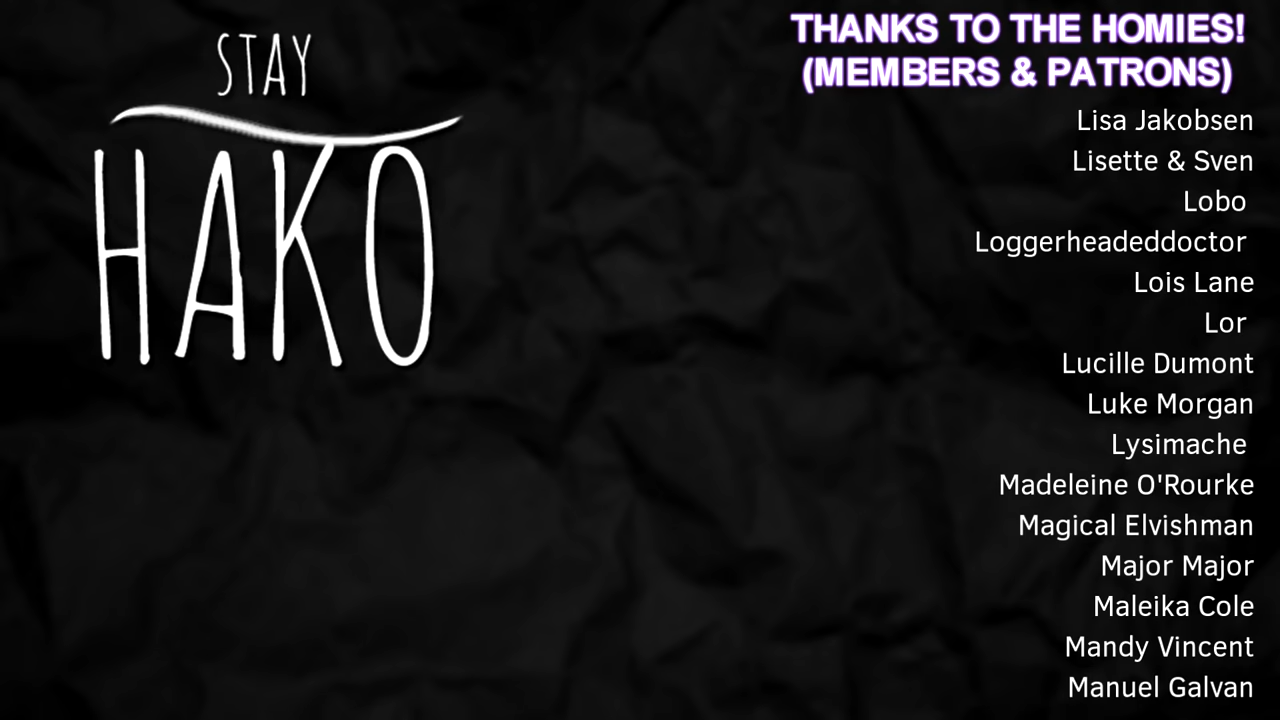 STAY
HAKO
THANKS TO THE HOMIES!
(MEMBERS & PATRONS)
Lisa Jakobsen
Lisette & Sven
Lobo
Loggerheadeddoctor
Lois Lane
Lor
Lucille Dumont
Luke Morgan
Lysimache
Madeleine O'Rourke
Magical Elvishman
Major Major
Maleika Cole
Mandy Vincent
Manuel Galvan